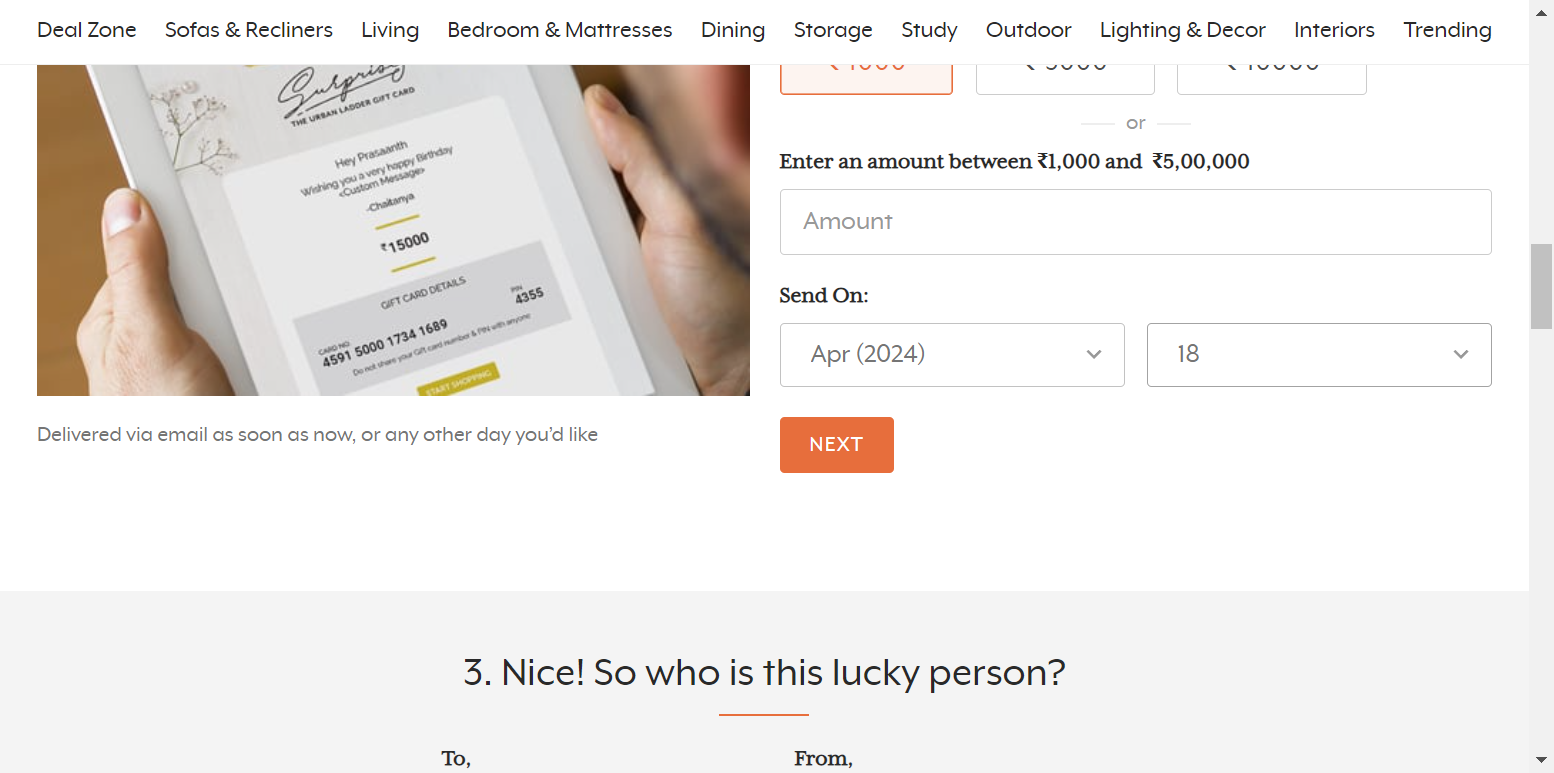 Deal Zone Sofas & Recliners Living Bedroom & Mattresses Dining Storage Study Outdoor Lighting & Decor Interiors Trending
Surprise
THE URBAN LADDER GIFT CARD
Hey Prasaanth
Wishing you a very happy Birthday
<Custom Message>
-Chaitanya
₹15000
GIFT CARD DETAILS
CARD NO. PIN
4591 5000 1734 1689 4355
Do not share your Gift card number & PIN with anyone
START SHOPPING
Delivered via email as soon as now, or any other day you’d like
or
Enter an amount between ₹1,000 and ₹5,00,000
Amount
Send On:
Apr (2024) 18
NEXT
3. Nice! So who is this lucky person?
To, From,